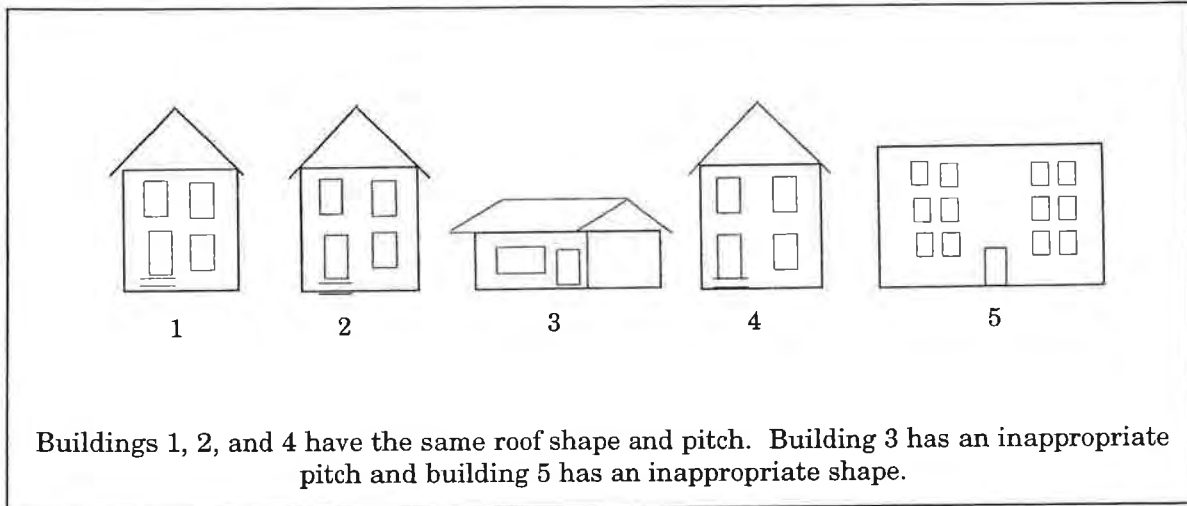 1 2 3 4 5
Buildings 1, 2, and 4 have the same roof shape and pitch. Building 3 has an inappropriate
pitch and building 5 has an inappropriate shape.